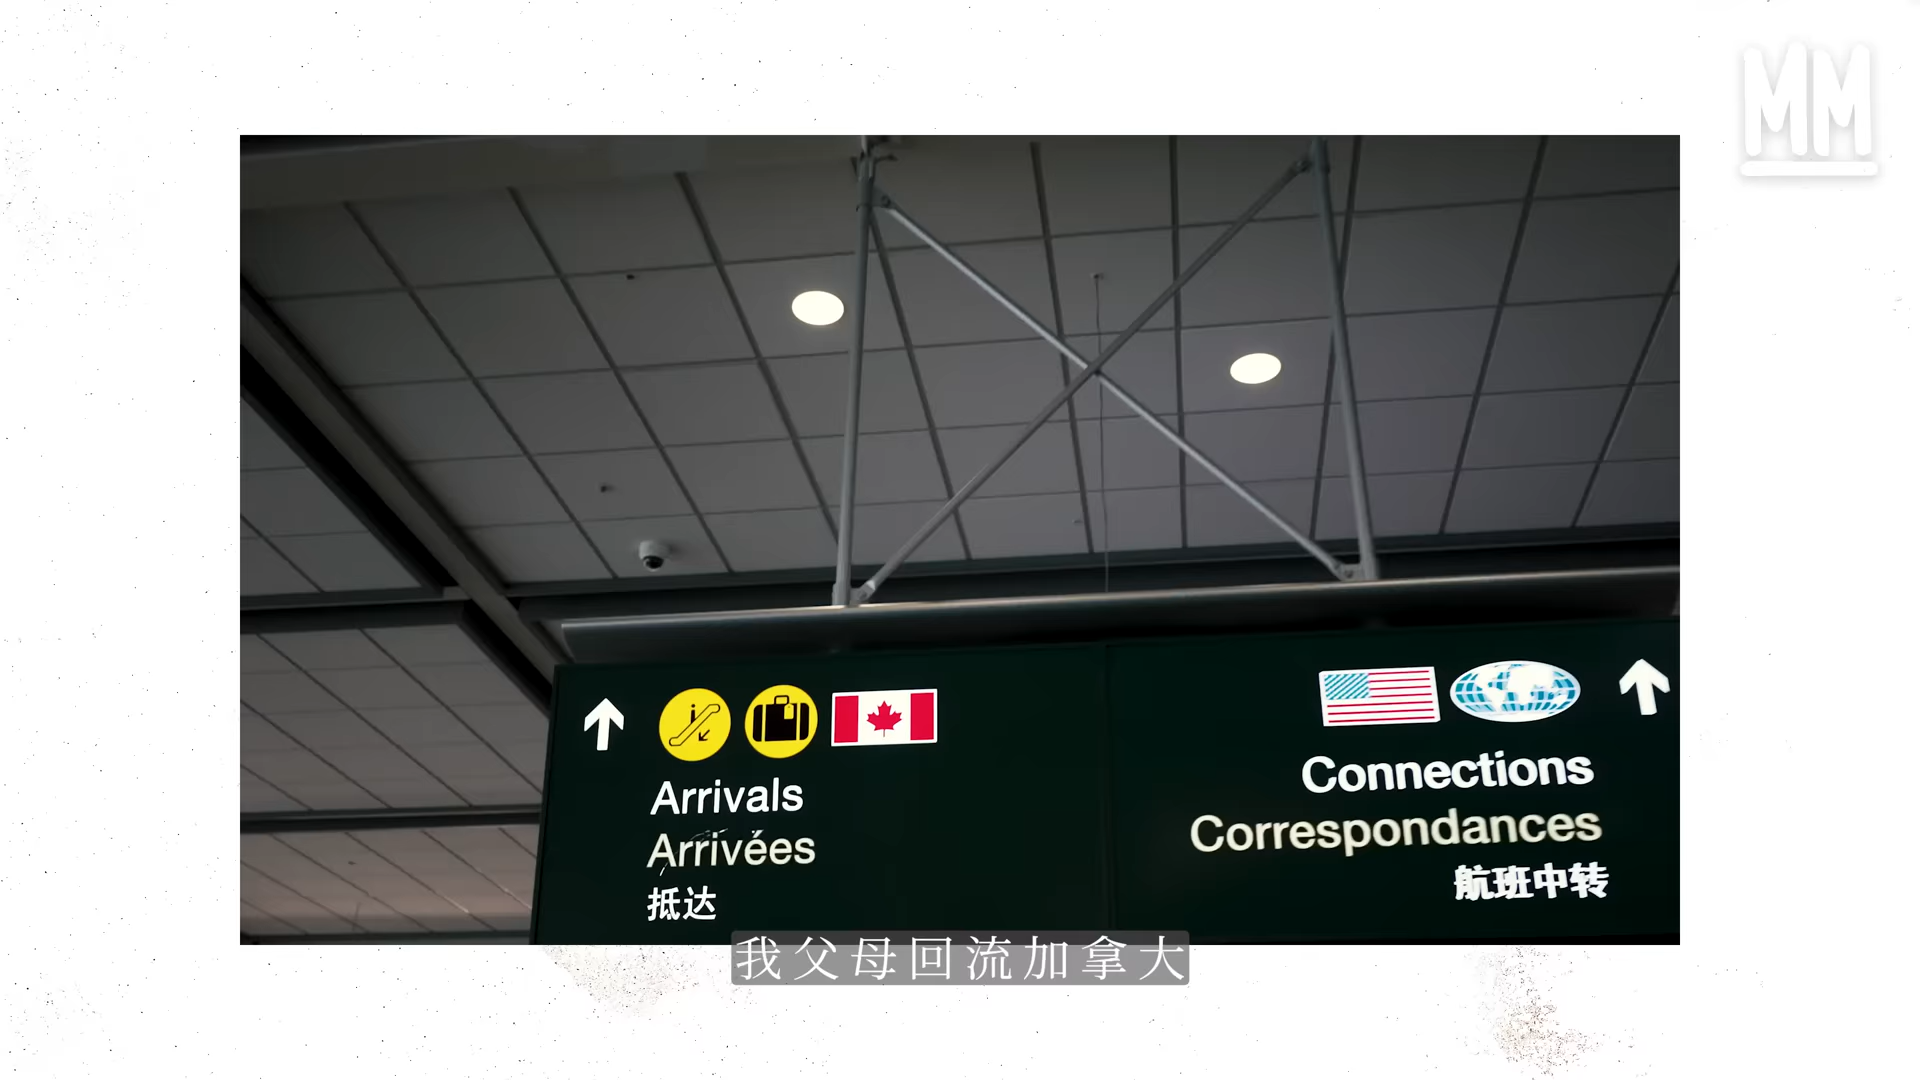 MM
Arrivals
Arrivées
抵达
Connections
Correspondances
航班中转
我父母回流加拿大